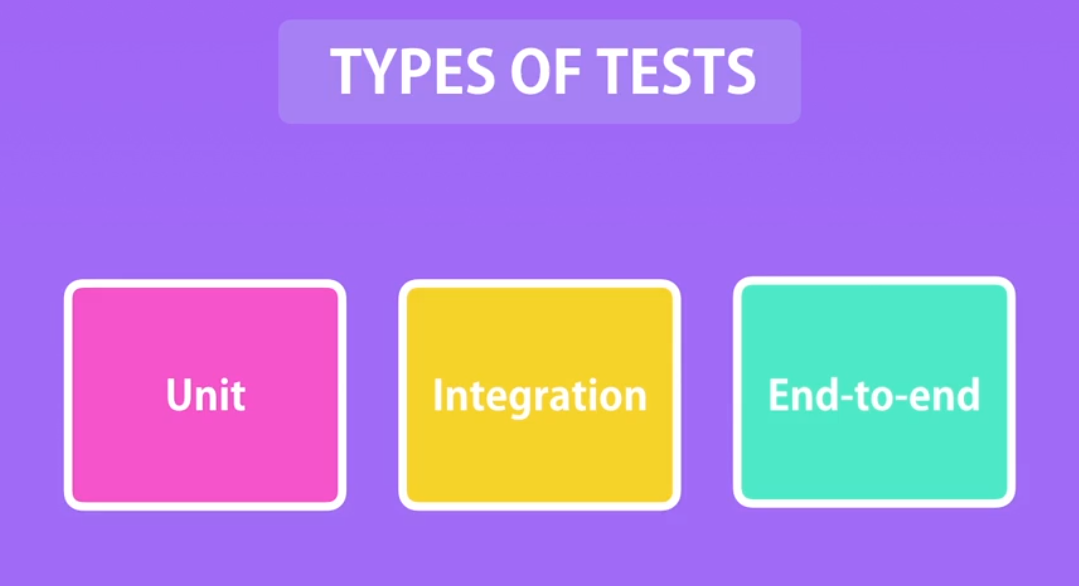 TYPES OF TESTS
Unit
Integration
End-to-end